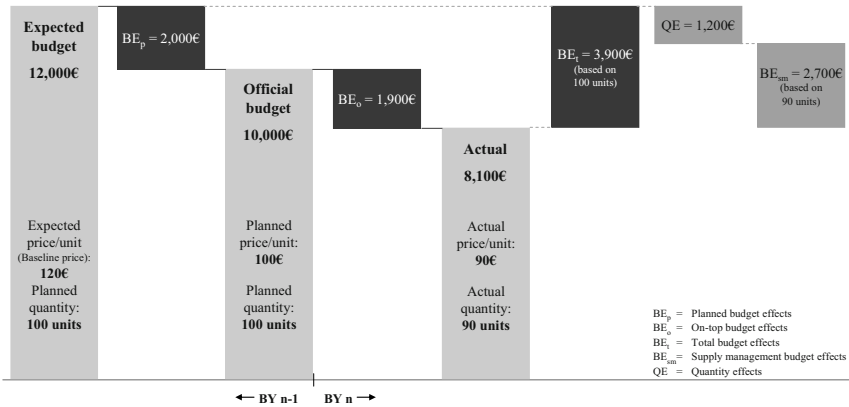 Expected
budget
12,000€
Expected
price/unit
(Baseline price):
120€
Planned
quantity:
100 units
BEp = 2,000€
Official
budget
10,000€
Planned
price/unit:
100€
Planned
quantity:
100 units
BEo = 1,900€
Actual
8,100€
Actual
price/unit:
90€
Actual
quantity:
90 units
BEt = 3,900€
(based on
100 units)
QE = 1,200€
BEsm = 2,700€
(based on
90 units)
BEp = Planned budget effects
BEo = On-top budget effects
BEt = Total budget effects
BEsm = Supply management budget effects
QE = Quantity effects
← BY n-1 BY n →